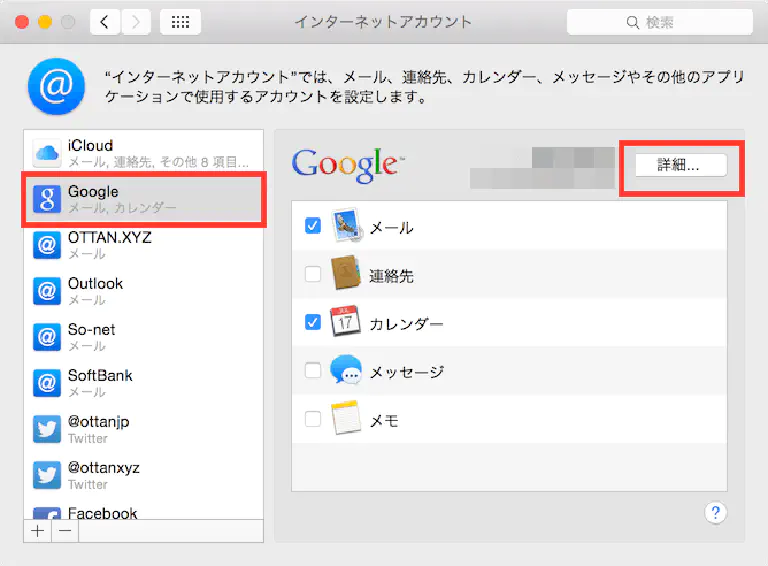 インターネットアカウント
検索
“インターネットアカウント”では、メール、連絡先、カレンダー、メッセージやその他のアプリ
ケーションで使用するアカウントを設定します。
iCloud
メール, 連絡先, その他 8 項目...
Google
メール, カレンダー
OTTAN.XYZ
メール
Outlook
メール
So-net
メール
SoftBank
メール
@ottanjp
Twitter
@ottanxyz
Twitter
Facebook
Google™
詳細...
メール
連絡先
JUL
17
カレンダー
メッセージ
メモ
?